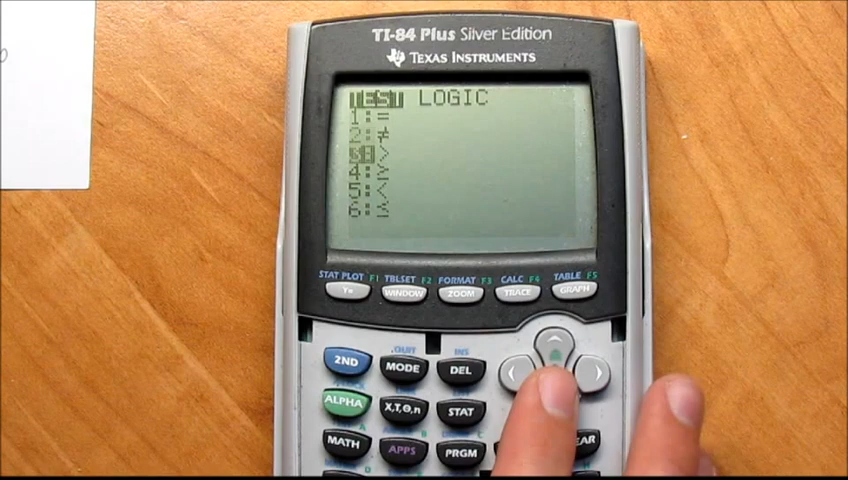 TI-84 Plus Silver Edition
TEXAS INSTRUMENTS
TEST LOGIC
1:=
2:≠
3:>
4:≥
5:<
6:≤
STAT PLOT F1 TBLSET F2 FORMAT F3 CALC F4 TABLE F5
Y= WINDOW ZOOM TRACE GRAPH
QUIT INS
2ND MODE DEL
ALPHA X,T,θ,n STAT
A B
MATH APPS PRGM